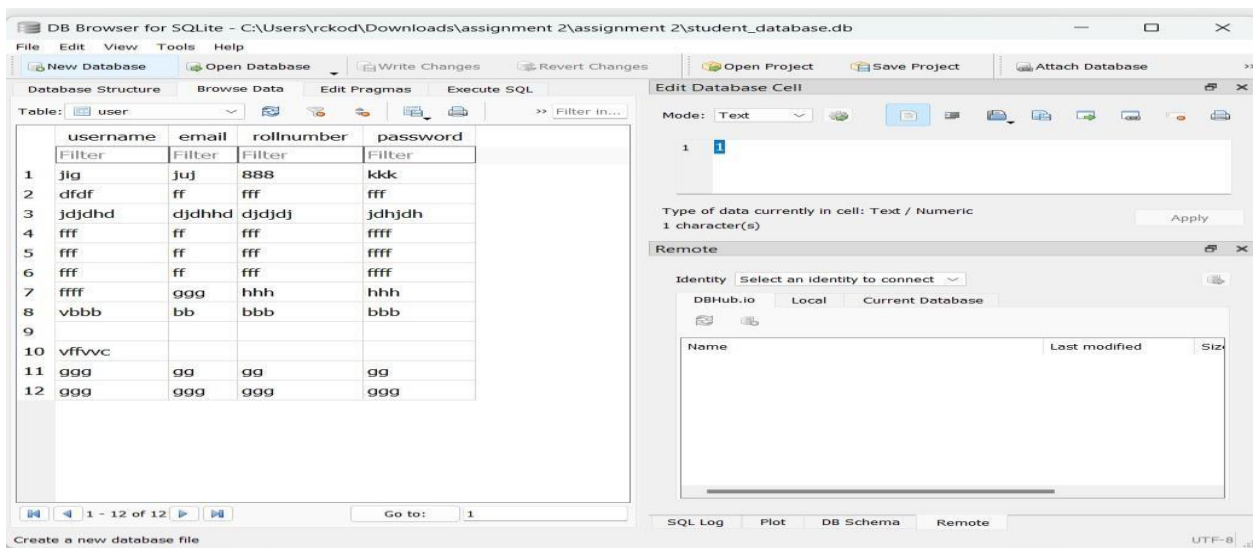 DB Browser for SQLite - C:\Users\rckod\Downloads\assignment 2\assignment 2\student_database.db
File Edit View Tools Help
New Database Open Database Write Changes Revert Changes Open Project Save Project Attach Database
Database Structure Browse Data Edit Pragmas Execute SQL
Table: user Filter in...
username email rollnumber password
Filter Filter Filter Filter
1 jig juj 888 kkk
2 dfdf ff fff fff
3 jdjdhd djdhhd djdjdj jdhjdh
4 fff ff fff ffff
5 fff ff fff ffff
6 fff ff fff ffff
7 ffff ggg hhh hhh
8 vbbb bb bbb bbb
9
10 vffvvc
11 ggg gg gg gg
12 ggg ggg ggg ggg
1 - 12 of 12 Go to: 1
Create a new database file
Edit Database Cell
Mode: Text
1 1
Type of data currently in cell: Text / Numeric
1 character(s)
Apply
Remote
Identity Select an identity to connect
DBHub.io Local Current Database
Name Last modified Size
SQL Log Plot DB Schema Remote
UTF-8